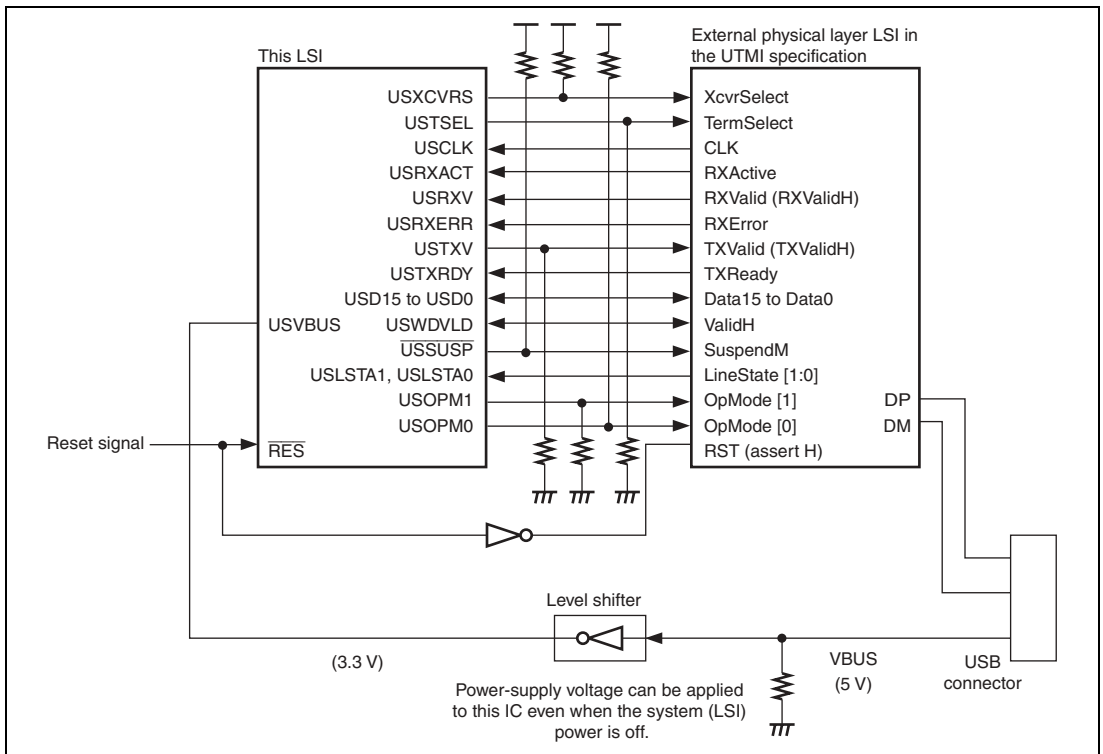 This LSI
External physical layer LSI in
the UTMI specification
USXCVRS
XcvrSelect
USTSEL
TermSelect
USCLK
CLK
USRXACT
RXActive
USRXV
RXValid (RXValidH)
USRXERR
RXError
USTXV
TXValid (TXValidH)
USTXRDY
TXReady
USD15 to USD0
Data15 to Data0
USVBUS
USWDVLD
ValidH
USSUSP
SuspendM
USLSTA1, USLSTA0
LineState [1:0]
USOPM1
OpMode [1]
DP
USOPM0
OpMode [0]
DM
Reset signal
RES
RST (assert H)
Level shifter
(3.3 V)
VBUS
(5 V)
USB
connector
Power-supply voltage can be applied
to this IC even when the system (LSI)
power is off.